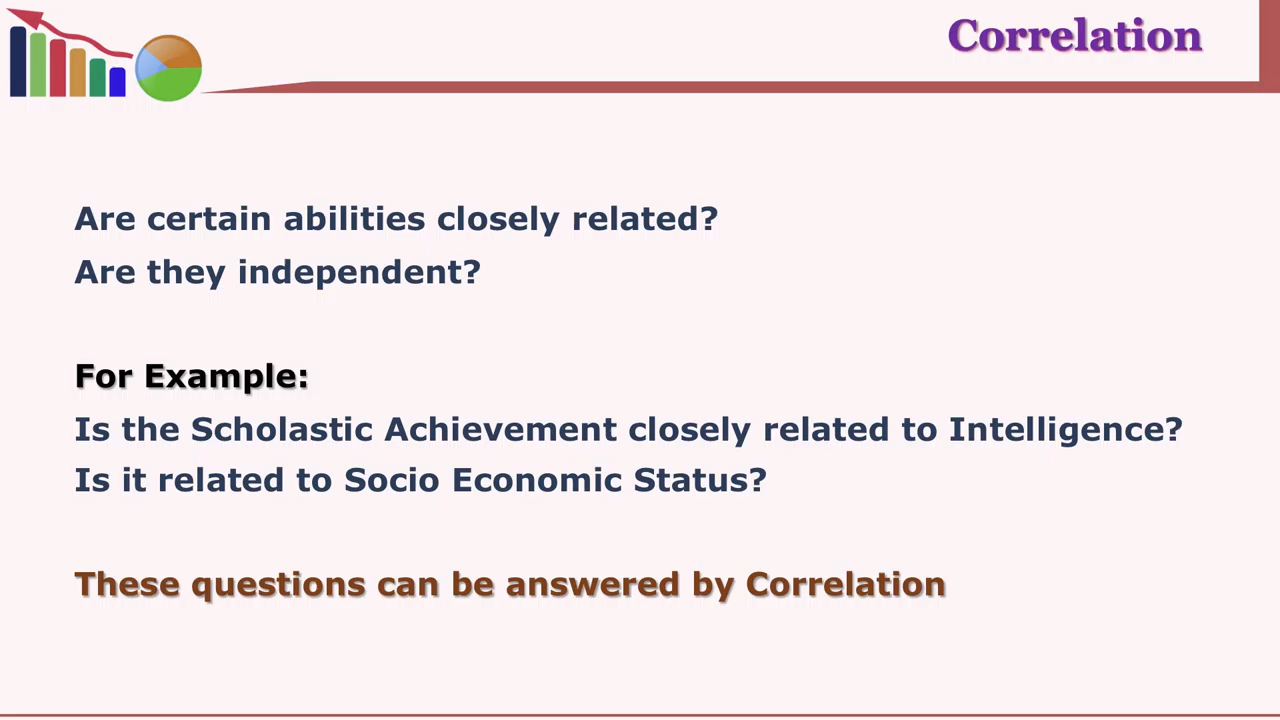 Correlation
Are certain abilities closely related?
Are they independent?
For Example:
Is the Scholastic Achievement closely related to Intelligence?
Is it related to Socio Economic Status?
These questions can be answered by Correlation